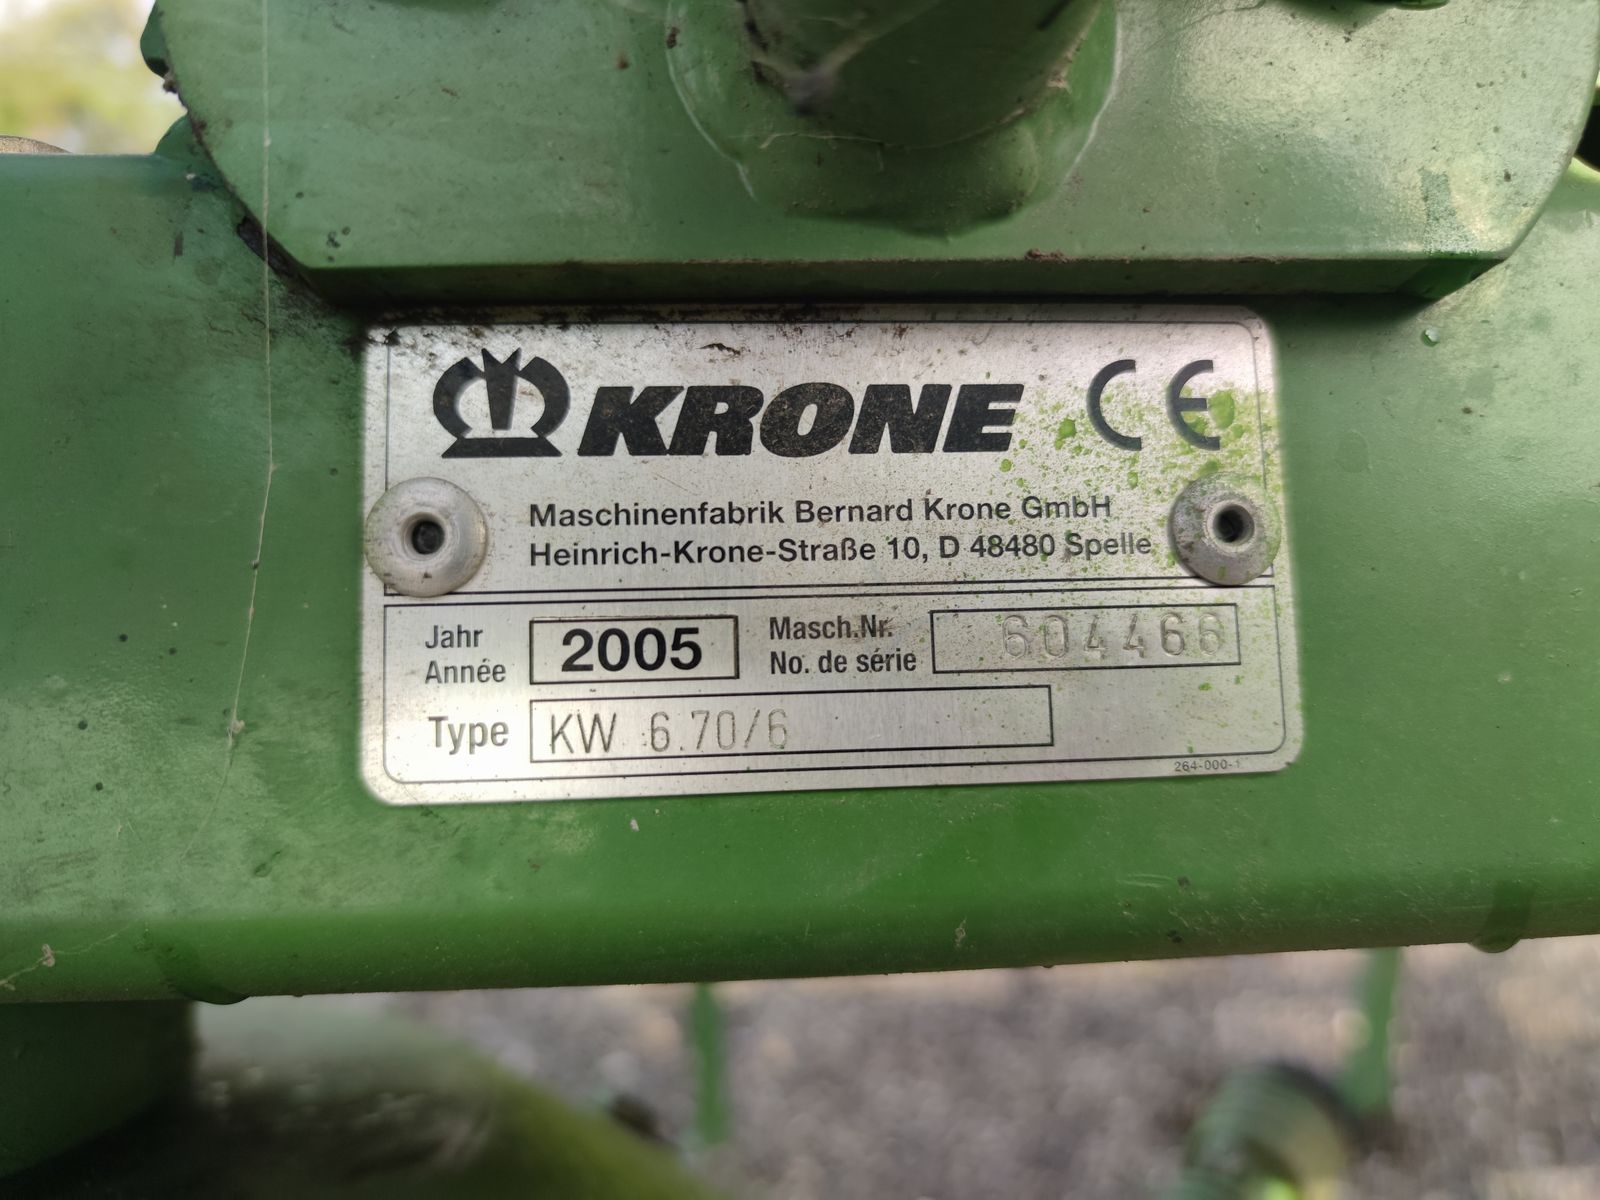 KRONE CE
Maschinenfabrik Bernard Krone GmbH
Heinrich-Krone-Straße 10, D 48480 Spelle
Jahr
Année
2005
Masch.Nr.
No. de série
604466
Type KW 6.70/6
264-000-1